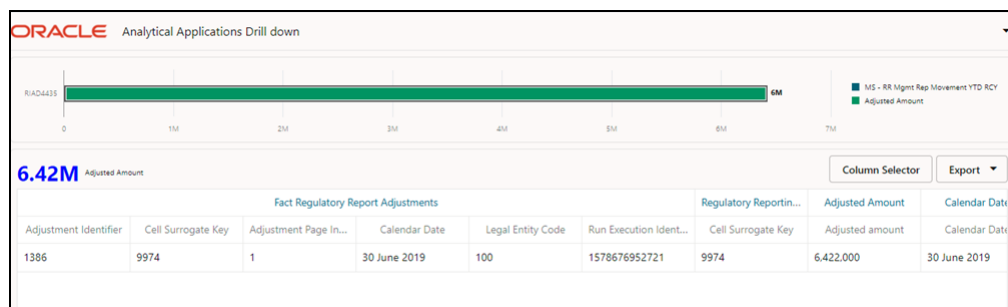 ORACLE Analytical Applications Drill down
RIAD4435
6M
MS - RR Mgmt Rep Movement YTD RCY
Adjusted Amount
0 1M 2M 3M 4M 5M 6M 7M
6.42M Adjusted Amount
Column Selector Export
Fact Regulatory Report Adjustments Regulatory Reportin... Adjusted Amount Calendar Date
Adjustment Identifier Cell Surrogate Key Adjustment Page In... Calendar Date Legal Entity Code Run Execution Ident... Cell Surrogate Key Adjusted amount Calendar Date
1386 9974 1 30 June 2019 100 1578676952721 9974 6,422,000 30 June 2019